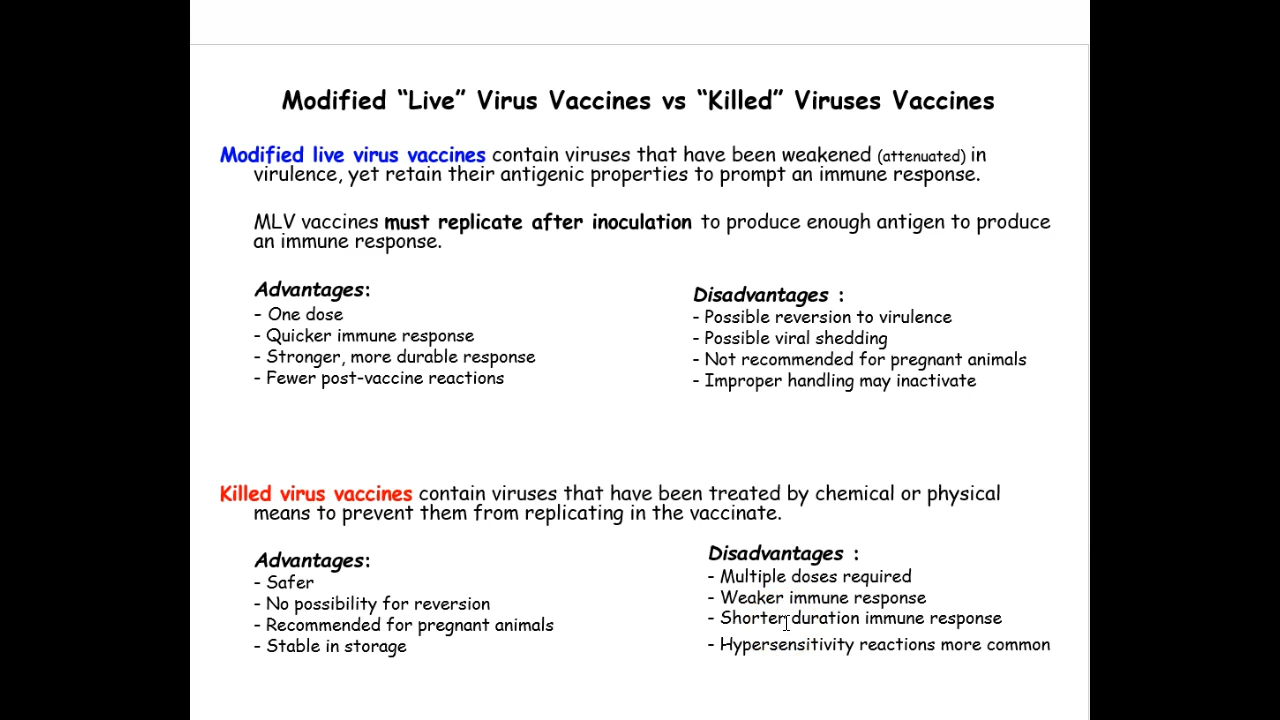 Modified “Live” Virus Vaccines vs “Killed” Viruses Vaccines
Modified live virus vaccines contain viruses that have been weakened (attenuated) in
virulence, yet retain their antigenic properties to prompt an immune response.
MLV vaccines must replicate after inoculation to produce enough antigen to produce
an immune response.
Advantages:
- One dose
- Quicker immune response
- Stronger, more durable response
- Fewer post-vaccine reactions
Disadvantages :
- Possible reversion to virulence
- Possible viral shedding
- Not recommended for pregnant animals
- Improper handling may inactivate
Killed virus vaccines contain viruses that have been treated by chemical or physical
means to prevent them from replicating in the vaccinate.
Advantages:
- Safer
- No possibility for reversion
- Recommended for pregnant animals
- Stable in storage
Disadvantages :
- Multiple doses required
- Weaker immune response
- Shorter duration immune response
- Hypersensitivity reactions more common